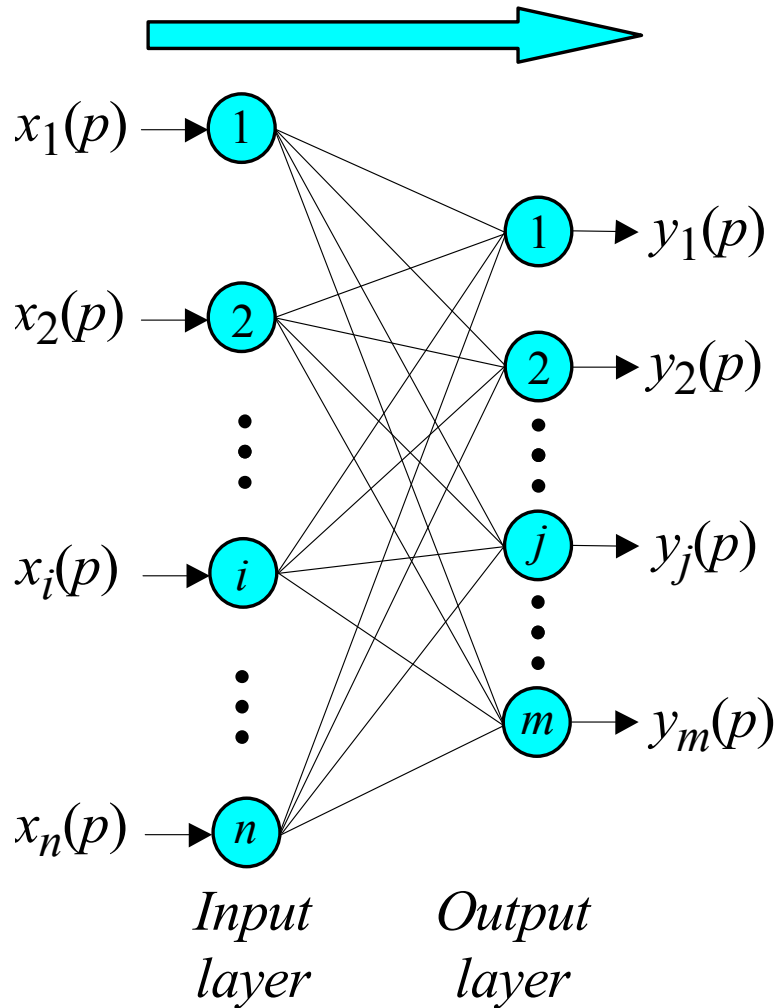 x1(p) 1
1 y1(p)
x2(p) 2
2 y2(p)
xi(p) i
j yj(p)
m ym(p)
xn(p) n
Input layer
Output layer